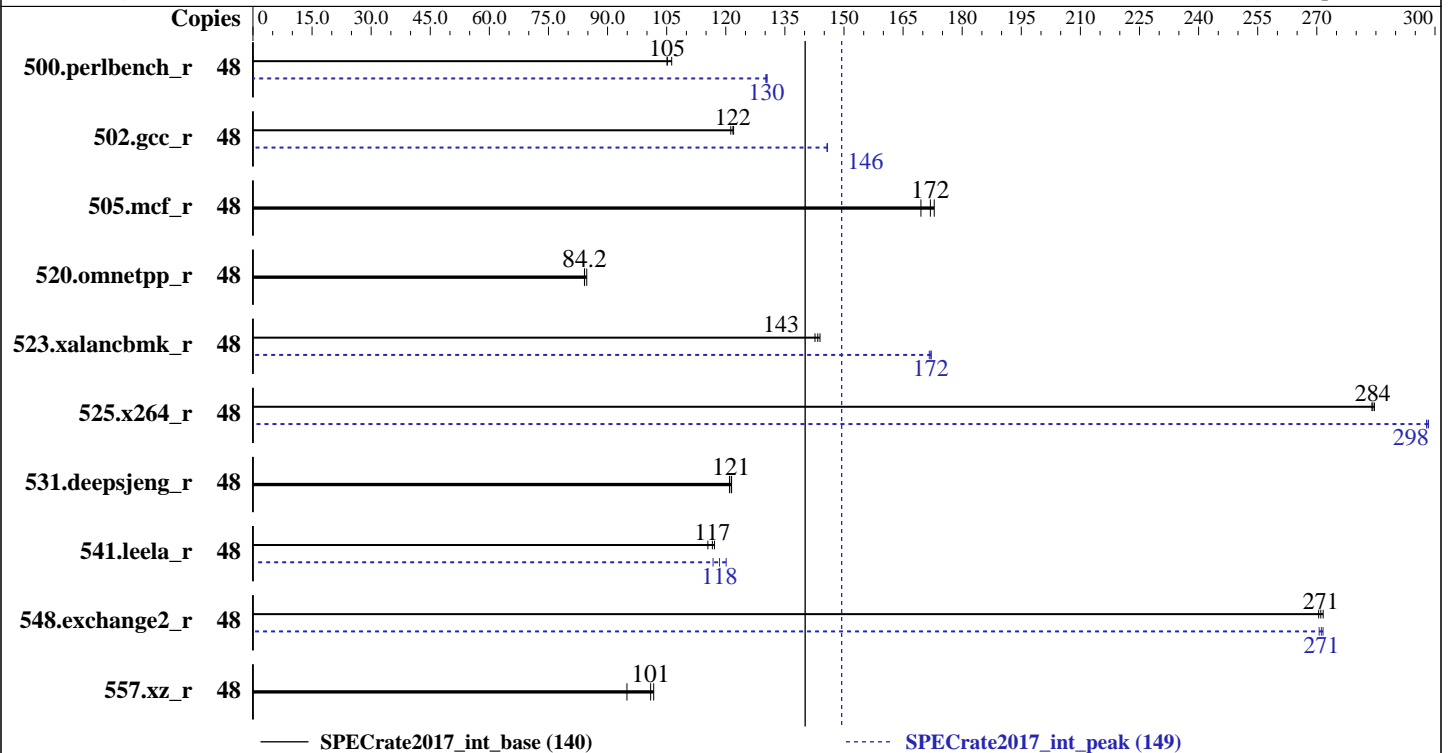 Copies 0 15.0 30.0 45.0 60.0 75.0 90.0 105 120 135 150 165 180 195 210 225 240 255 270 300
500.perlbench_r 48 105
130
502.gcc_r 48 122
146
505.mcf_r 48 172
520.omnetpp_r 48 84.2
523.xalancbmk_r 48 143
172
525.x264_r 48 284
298
531.deepsjeng_r 48 121
541.leela_r 48 117
118
548.exchange2_r 48 271
271
557.xz_r 48 101
SPECrate2017_int_base (140) SPECrate2017_int_peak (149)